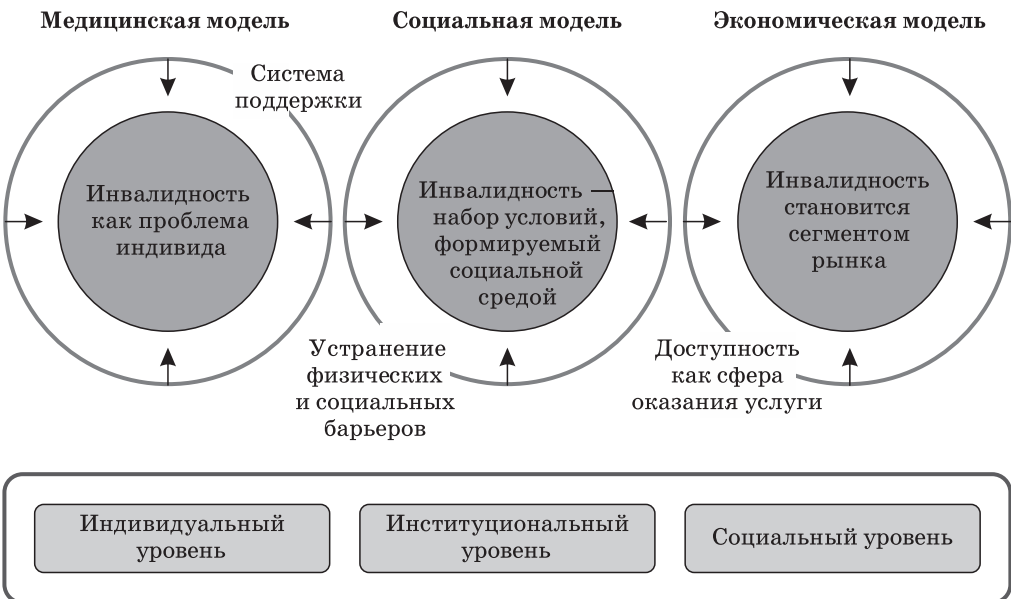 Медицинская модель
Социальная модель
Экономическая модель
Система
поддержки
Инвалидность
как проблема
индивида
Инвалидность —
набор условий,
формируемый
социальной
средой
Инвалидность
становится
сегментом
рынка
Устранение
физических
и социальных
барьеров
Доступность
как сфера
оказания услуги
Индивидуальный
уровень
Институциональный
уровень
Социальный уровень